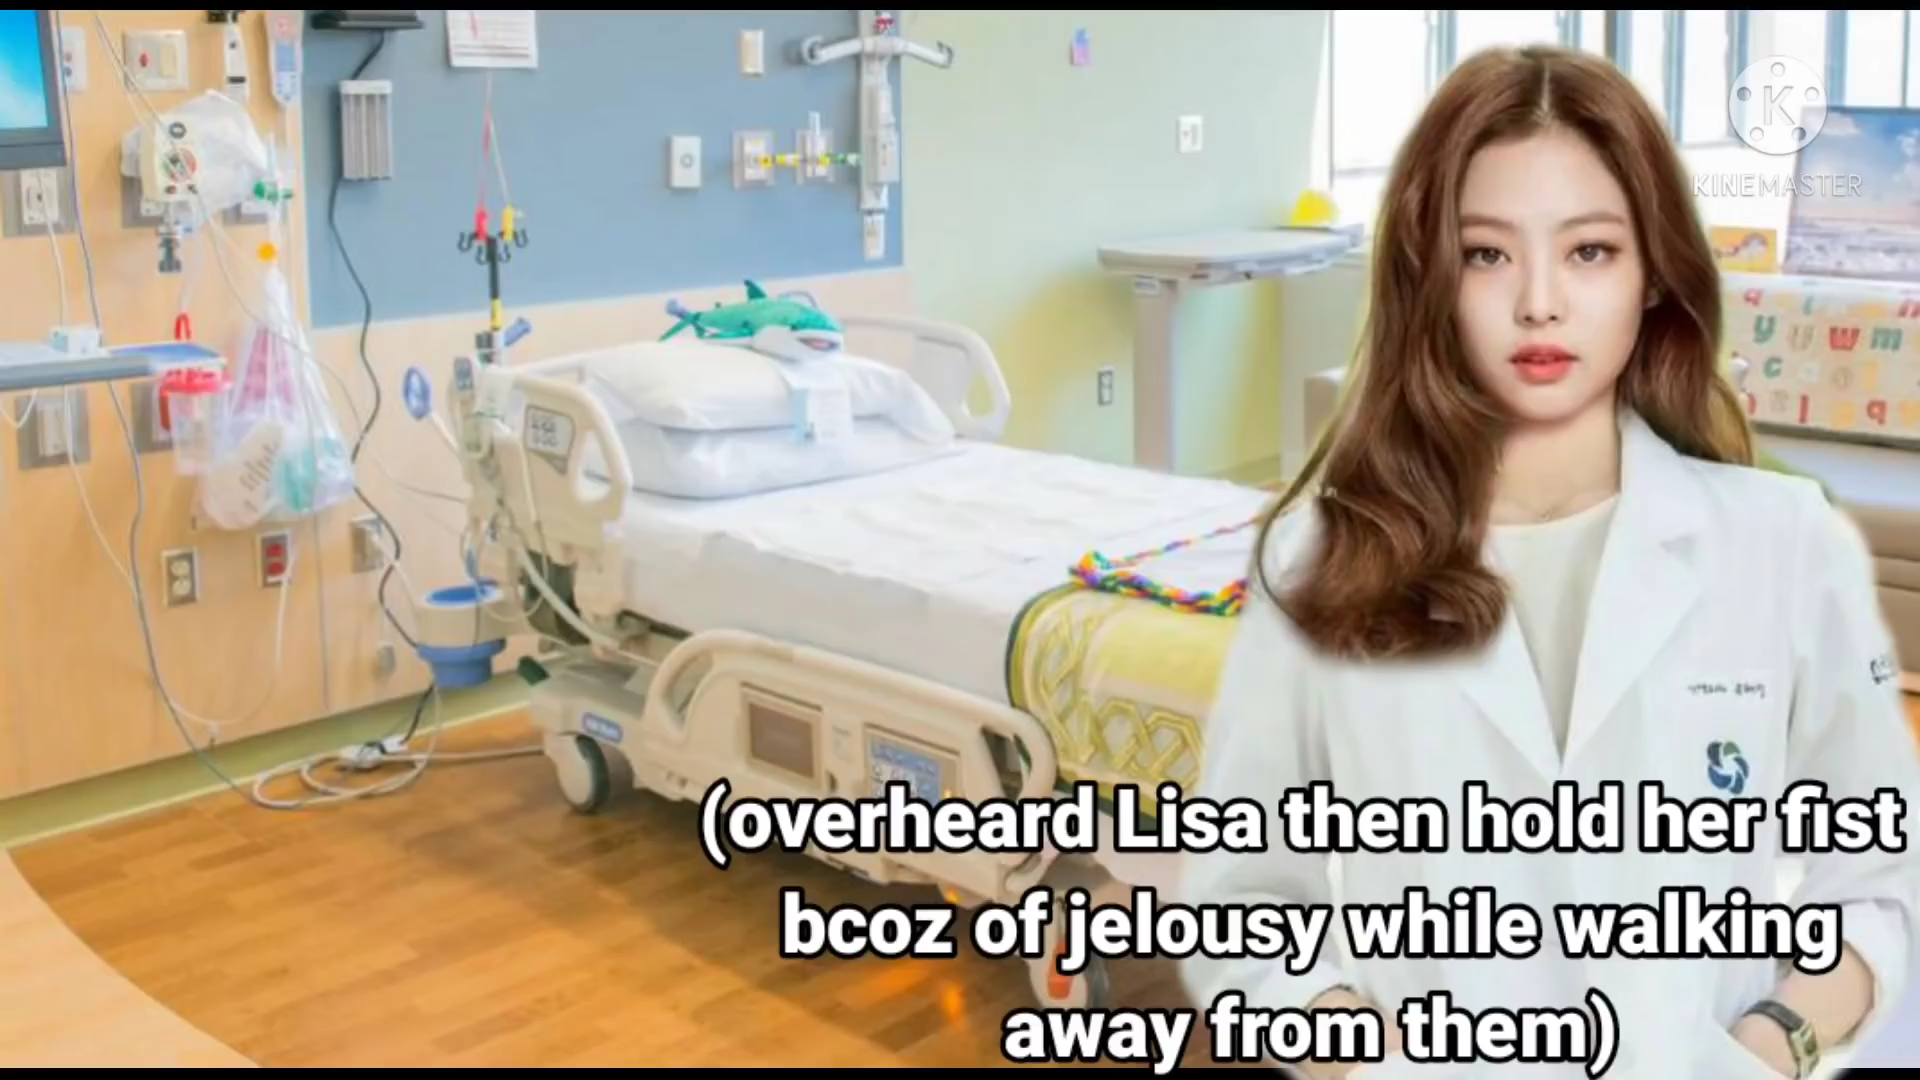 K
KINEMASTER
(overheard Lisa then hold her fist
bcoz of jelousy while walking
away from them)